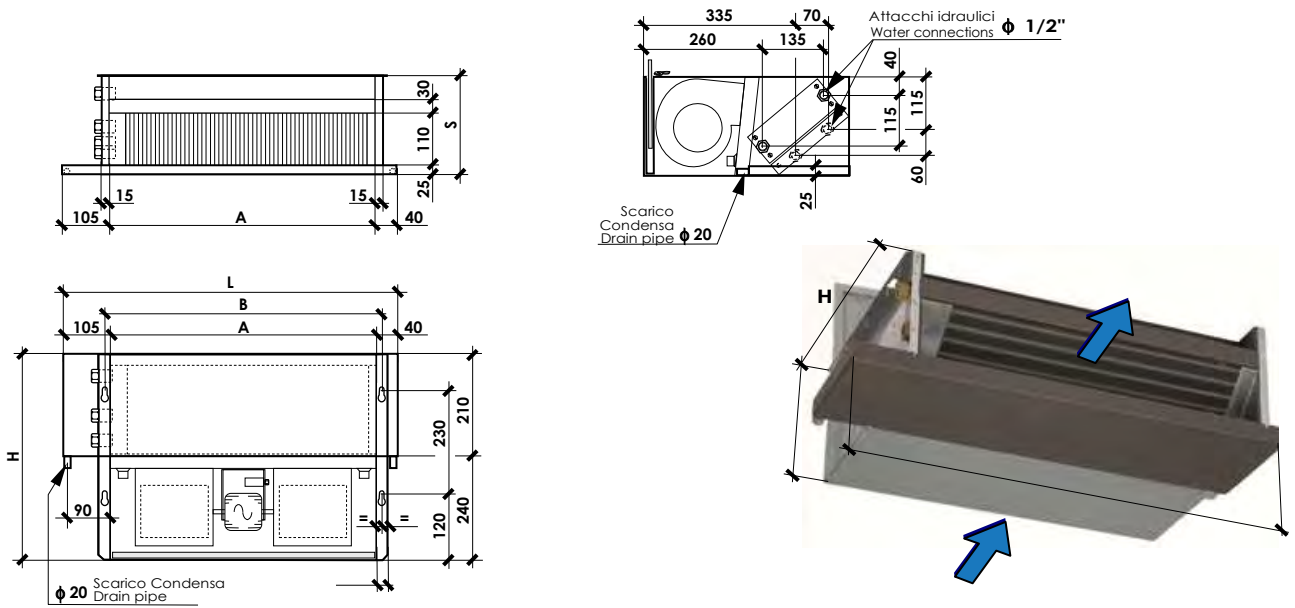 30
110
S
25
15
15
105
A
40
335
70
260
135
Attacchi idraulici
Water connections ϕ 1/2"
40
115
115
60
25
Scarico
Condensa
Drain pipe ϕ 20
L
B
105
A
40
H
210
230
240
120
90
=
=
ϕ 20 Scarico Condensa
Drain pipe
H